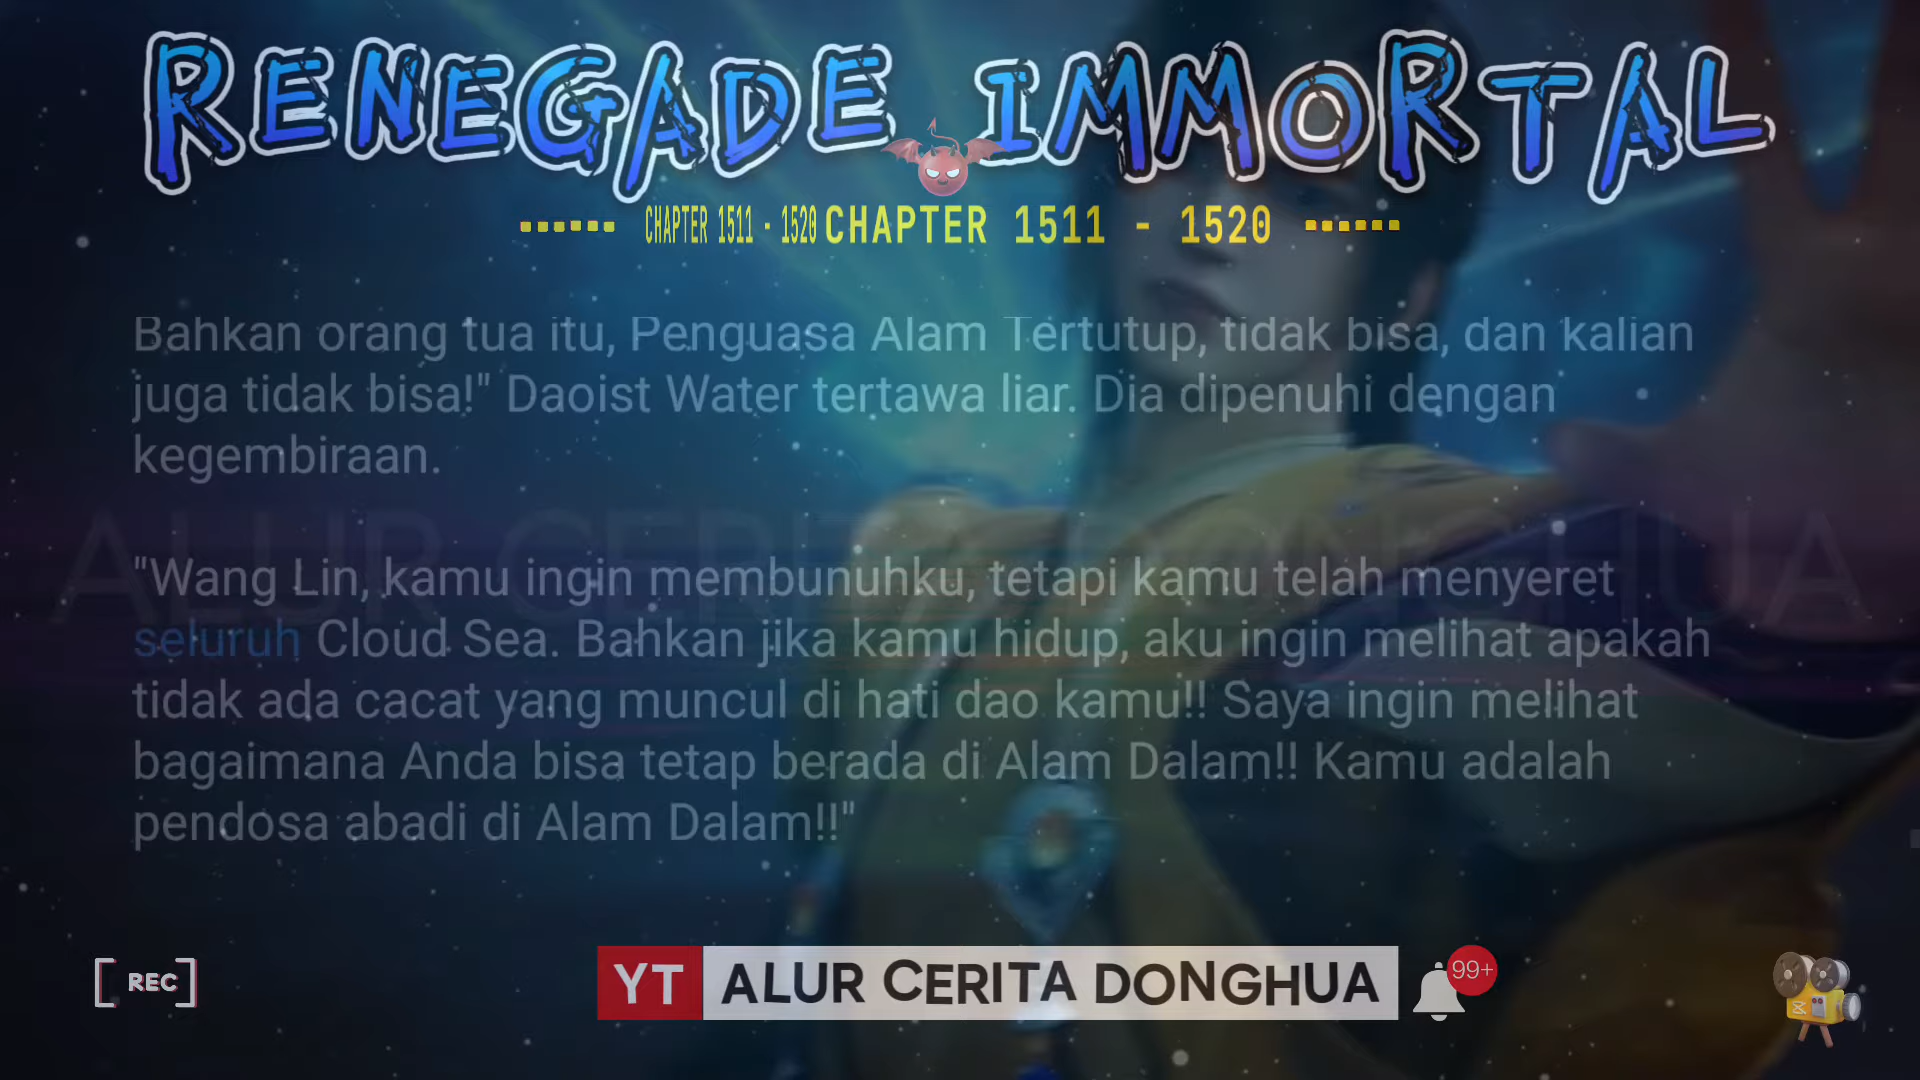 RENEGADE IMMORTAL
CHAPTER 1511 - 1520 CHAPTER 1511 - 1520
Bahkan orang tua itu, Penguasa Alam Tertutup, tidak bisa, dan kalian
juga tidak bisa!" Daoist Water tertawa liar. Dia dipenuhi dengan
kegembiraan.
ALUR CERITA DONGHUA
"Wang Lin, kamu ingin membunuhku, tetapi kamu telah menyeret
seluruh Cloud Sea. Bahkan jika kamu hidup, aku ingin melihat apakah
tidak ada cacat yang muncul di hati dao kamu!! Saya ingin melihat
bagaimana Anda bisa tetap berada di Alam Dalam!! Kamu adalah
pendosa abadi di Alam Dalam!!"
REC
YT ALUR CERITA DONGHUA
99+